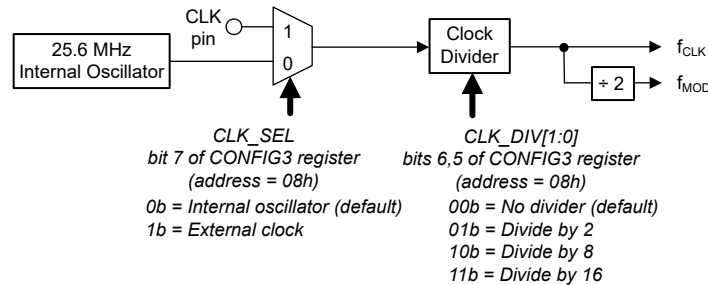 CLK
pin
25.6 MHz
Internal Oscillator
1
0
Clock
Divider
fCLK
÷ 2
fMOD
CLK_SEL
bit 7 of CONFIG3 register
(address = 08h)
0b = Internal oscillator (default)
1b = External clock
CLK_DIV[1:0]
bits 6,5 of CONFIG3 register
(address = 08h)
00b = No divider (default)
01b = Divide by 2
10b = Divide by 8
11b = Divide by 16